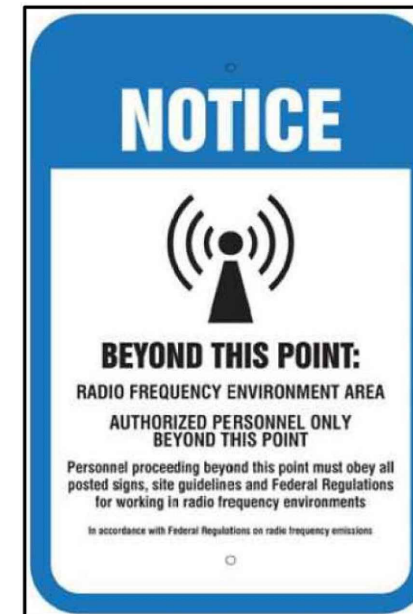 NOTICE
BEYOND THIS POINT:
RADIO FREQUENCY ENVIRONMENT AREA
AUTHORIZED PERSONNEL ONLY
BEYOND THIS POINT
Personnel proceeding beyond this point must obey all
posted signs, site guidelines and Federal Regulations
for working in radio frequency environments
In accordance with Federal Regulations on radio frequency emissions